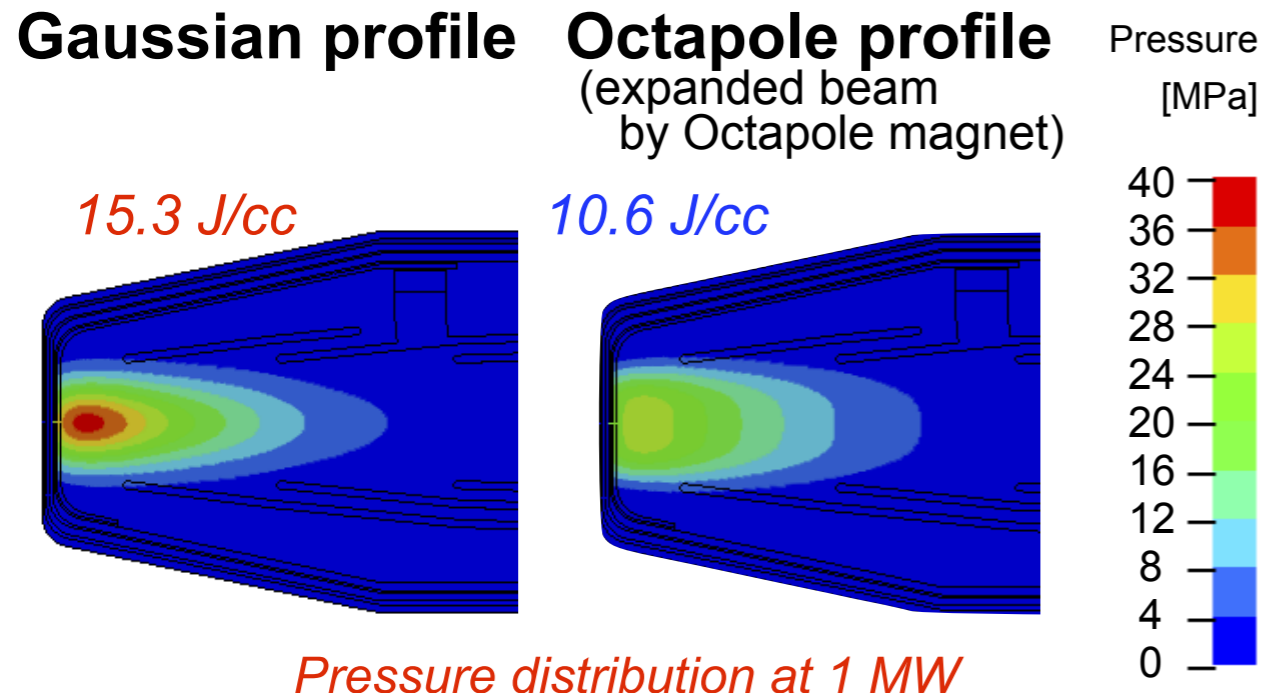 Gaussian profile
Octapole profile
(expanded beam
by Octapole magnet)
Pressure
[MPa]
15.3 J/cc
10.6 J/cc
40
36
32
28
24
20
16
12
8
4
0
Pressure distribution at 1 MW